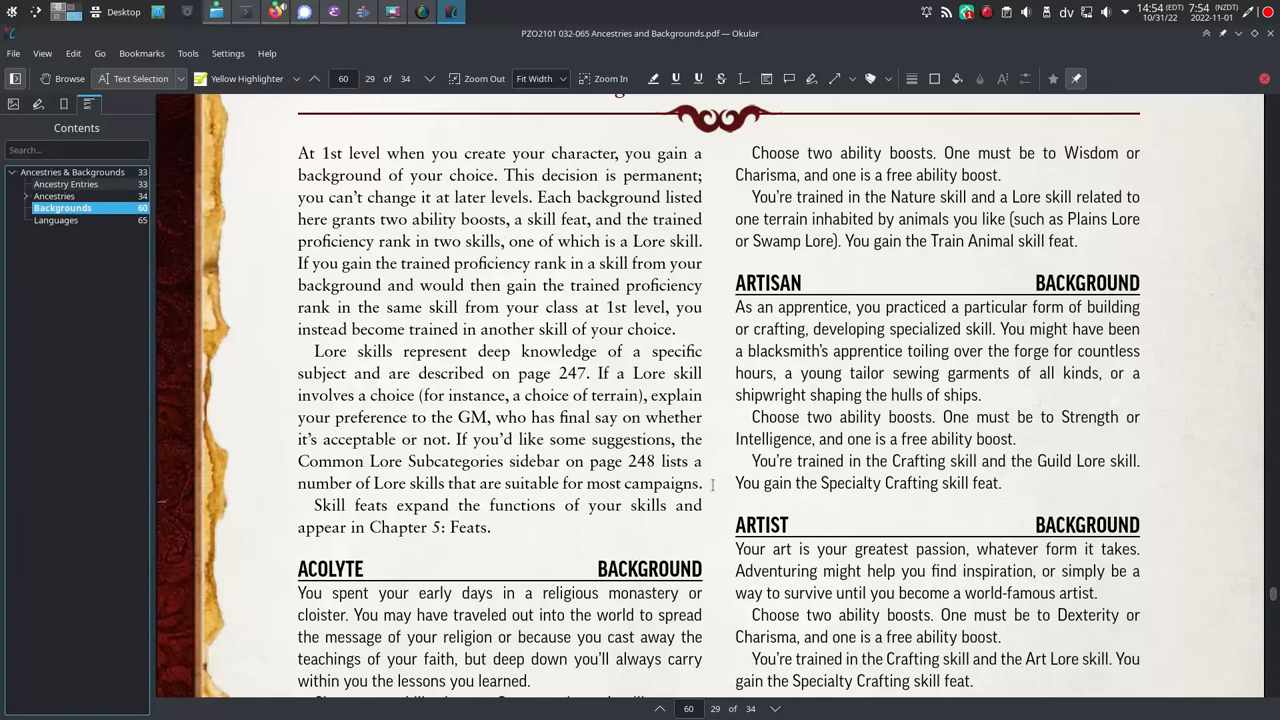 Desktop
dv
14:54 (EDT)
10/31/22
7:54 (NZDT)
2022-11-01
PZO2101 032-065 Ancestries and Backgrounds.pdf — Okular
File View Edit Go Bookmarks Tools Settings Help
Browse Text Selection Yellow Highlighter 60 29 of 34 Zoom Out Fit Width Zoom In
Contents
Search...
Ancestries & Backgrounds 33
Ancestry Entries 33
Ancestries 34
Backgrounds 60
Languages 65
At 1st level when you create your character, you gain a
background of your choice. This decision is permanent;
you can’t change it at later levels. Each background listed
here grants two ability boosts, a skill feat, and the trained
proficiency rank in two skills, one of which is a Lore skill.
If you gain the trained proficiency rank in a skill from your
background and would then gain the trained proficiency
rank in the same skill from your class at 1st level, you
instead become trained in another skill of your choice.
Lore skills represent deep knowledge of a specific
subject and are described on page 247. If a Lore skill
involves a choice (for instance, a choice of terrain), explain
your preference to the GM, who has final say on whether
it’s acceptable or not. If you’d like some suggestions, the
Common Lore Subcategories sidebar on page 248 lists a
number of Lore skills that are suitable for most campaigns.
Skill feats expand the functions of your skills and
appear in Chapter 5: Feats.
ACOLYTE BACKGROUND
You spent your early days in a religious monastery or
cloister. You may have traveled out into the world to spread
the message of your religion or because you cast away the
teachings of your faith, but deep down you’ll always carry
within you the lessons you learned.
Choose two ability boosts. One must be to Wisdom or
Charisma, and one is a free ability boost.
You’re trained in the Nature skill and a Lore skill related to
one terrain inhabited by animals you like (such as Plains Lore
or Swamp Lore). You gain the Train Animal skill feat.
ARTISAN BACKGROUND
As an apprentice, you practiced a particular form of building
or crafting, developing specialized skill. You might have been
a blacksmith’s apprentice toiling over the forge for countless
hours, a young tailor sewing garments of all kinds, or a
shipwright shaping the hulls of ships.
Choose two ability boosts. One must be to Strength or
Intelligence, and one is a free ability boost.
You’re trained in the Crafting skill and the Guild Lore skill.
You gain the Specialty Crafting skill feat.
ARTIST BACKGROUND
Your art is your greatest passion, whatever form it takes.
Adventuring might help you find inspiration, or simply be a
way to survive until you become a world-famous artist.
Choose two ability boosts. One must be to Dexterity or
Charisma, and one is a free ability boost.
You’re trained in the Crafting skill and the Art Lore skill. You
gain the Specialty Crafting skill feat.
60 29 of 34